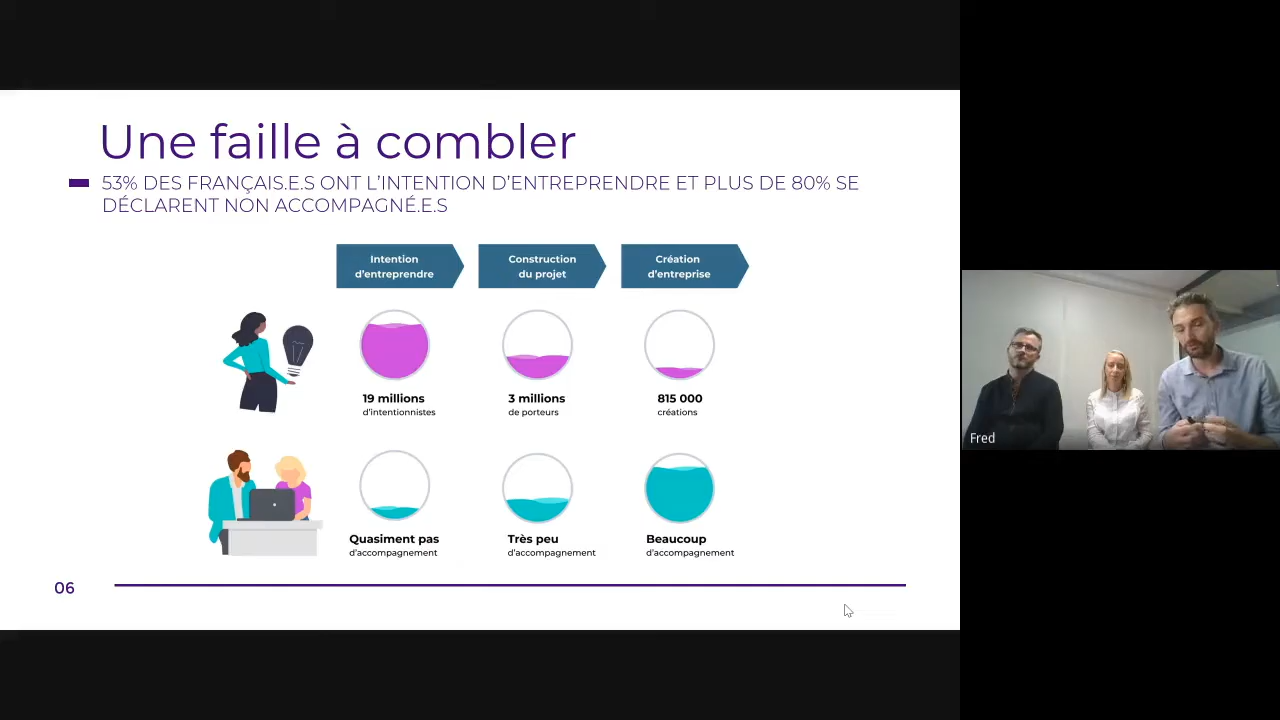 Une faille à combler
53% DES FRANÇAIS.E.S ONT L'INTENTION D'ENTREPRENDRE ET PLUS DE 80% SE
DÉCLARENT NON ACCOMPAGNÉ.E.S
Intention
d'entreprendre
Construction
du projet
Création
d'entreprise
19 millions
d'intentionnistes
3 millions
de porteurs
815 000
créations
Quasiment pas
d'accompagnement
Très peu
d'accompagnement
Beaucoup
d'accompagnement
06
Fred